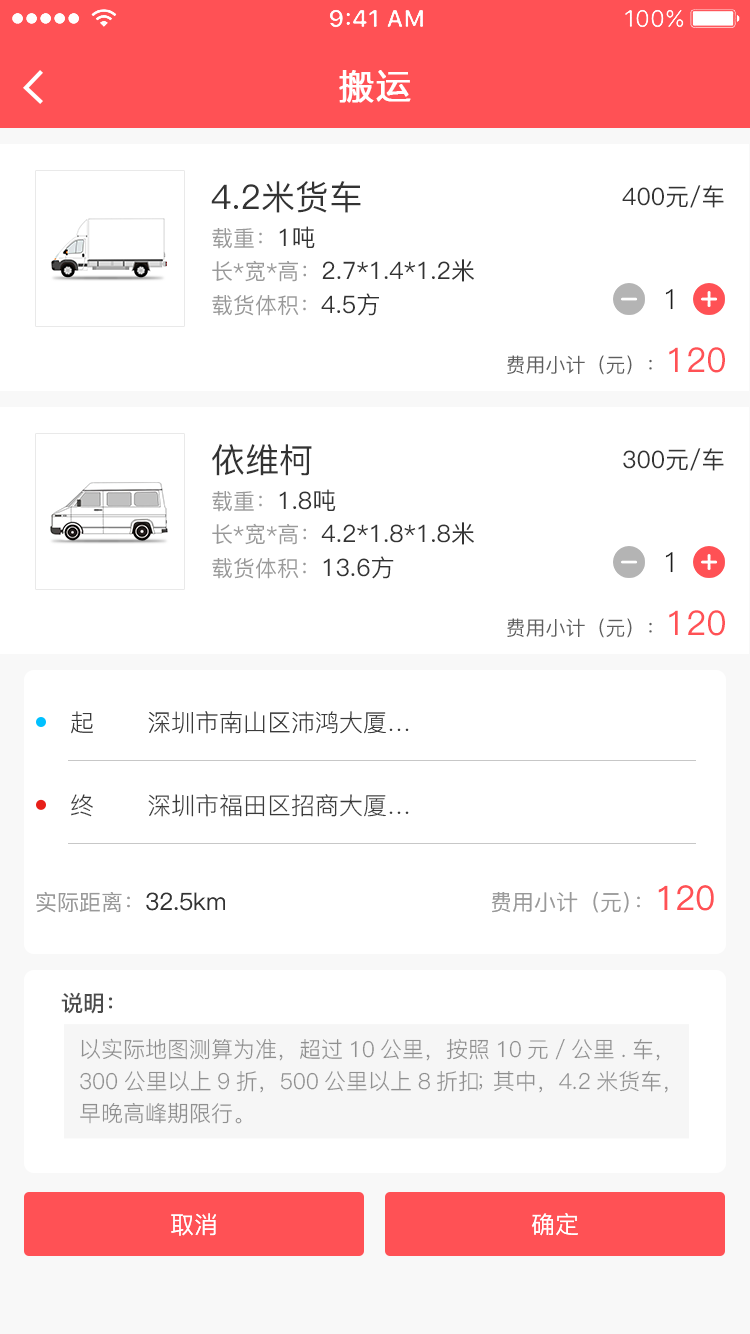 9:41 AM 100%
搬运
4.2米货车 400元/车
载重： 1吨
长*宽*高： 2.7*1.4*1.2米
载货体积： 4.5方
1
费用小计（元）： 120
依维柯 300元/车
载重： 1.8吨
长*宽*高： 4.2*1.8*1.8米
载货体积： 13.6方
1
费用小计（元）： 120
起 深圳市南山区沛鸿大厦...
终 深圳市福田区招商大厦...
实际距离： 32.5km 费用小计（元）： 120
说明：
以实际地图测算为准，超过 10 公里，按照 10 元 / 公里 . 车，
300 公里以上 9 折，500 公里以上 8 折扣; 其中，4.2 米货车，
早晚高峰期限行。
取消 确定